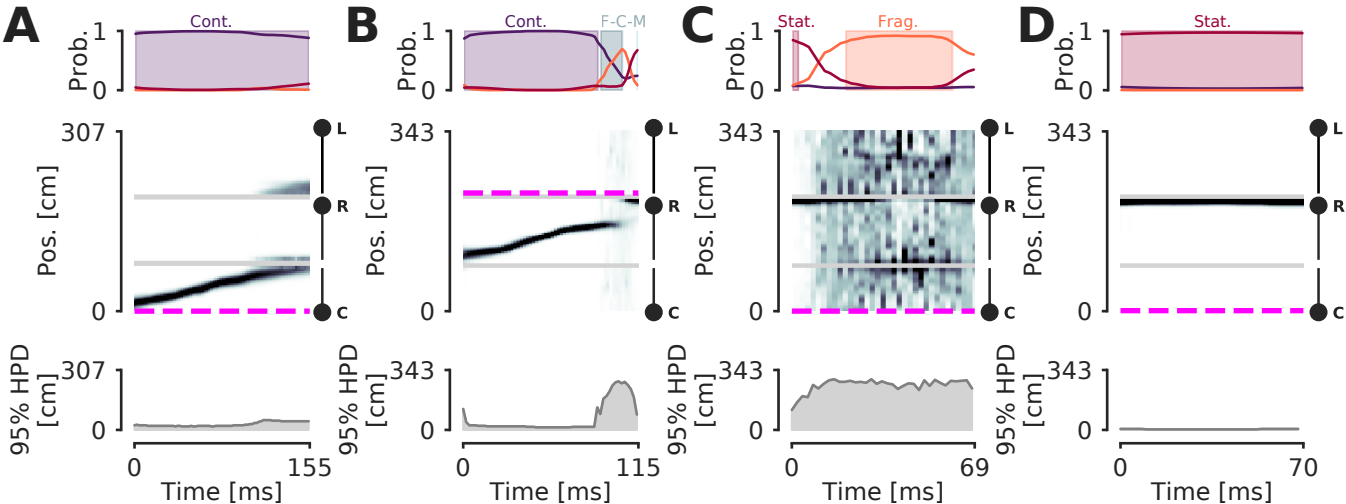 A
Cont.
Prob.
1
0
Pos. [cm]
307
0
L
R
C
95% HPD
[cm]
307
0
0
155
Time [ms]
B
Cont.
F-C-M
Prob.
1
0
Pos. [cm]
343
0
L
R
C
95% HPD
[cm]
343
0
0
115
Time [ms]
C
Stat.
Frag.
Prob.
1
0
Pos. [cm]
343
0
L
R
C
95% HPD
[cm]
343
0
0
69
Time [ms]
D
Stat.
Prob.
1
0
Pos. [cm]
343
0
L
R
C
95% HPD
[cm]
343
0
0
70
Time [ms]